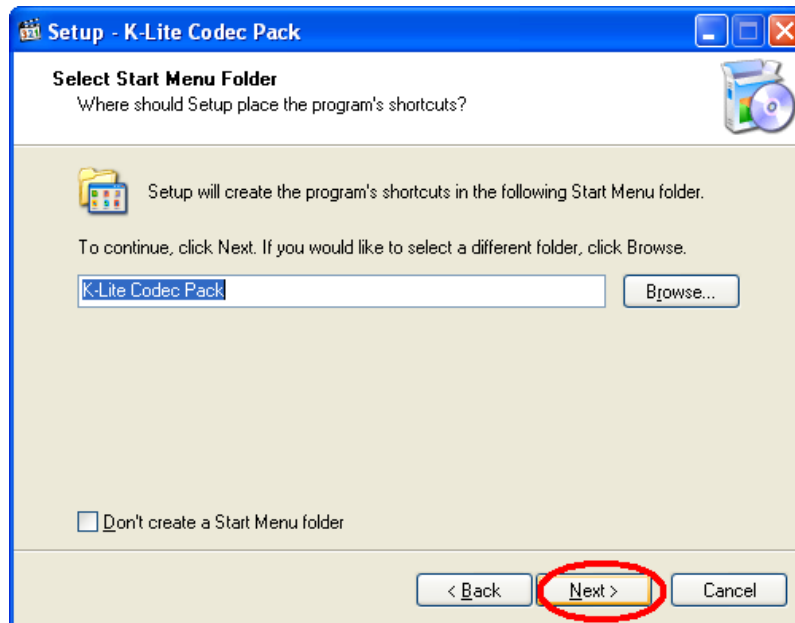 Setup - K-Lite Codec Pack
Select Start Menu Folder
Where should Setup place the program's shortcuts?
Setup will create the program's shortcuts in the following Start Menu folder.
To continue, click Next. If you would like to select a different folder, click Browse.
K-Lite Codec Pack
Browse...
Don't create a Start Menu folder
< Back
Next >
Cancel